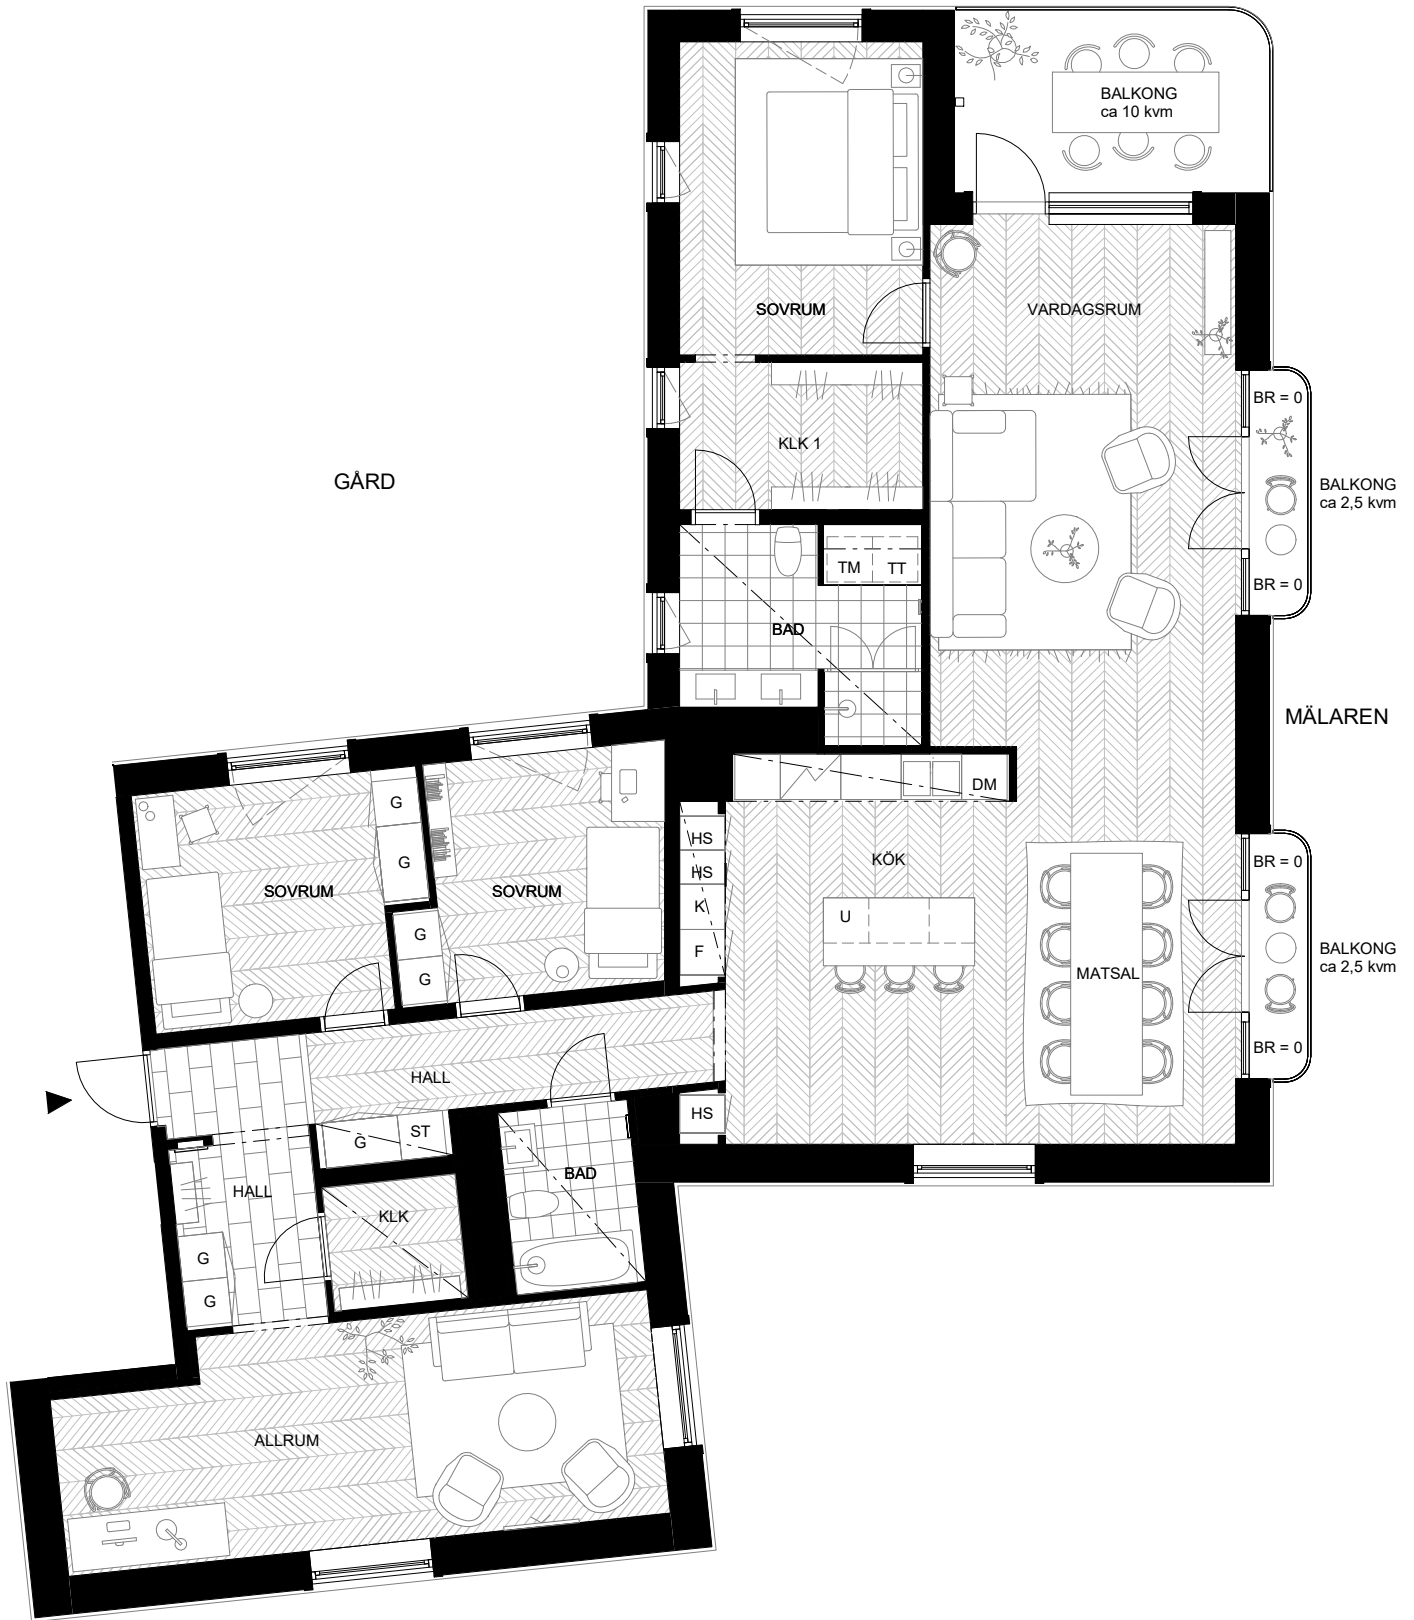 BALKONG
ca 10 kvm
SOVRUM
VARDAGSRUM
BR = 0
KLK 1
GÅRD
BALKONG
ca 2,5 kvm
TM
TT
BR = 0
BAD
MÄLAREN
DM
G
HS
KÖK
G
SOVRUM
SOVRUM
HS
BR = 0
K
U
G
F
BALKONG
ca 2,5 kvm
G
MATSAL
BR = 0
HALL
HS
G
ST
BAD
HALL
KLK
G
G
ALLRUM